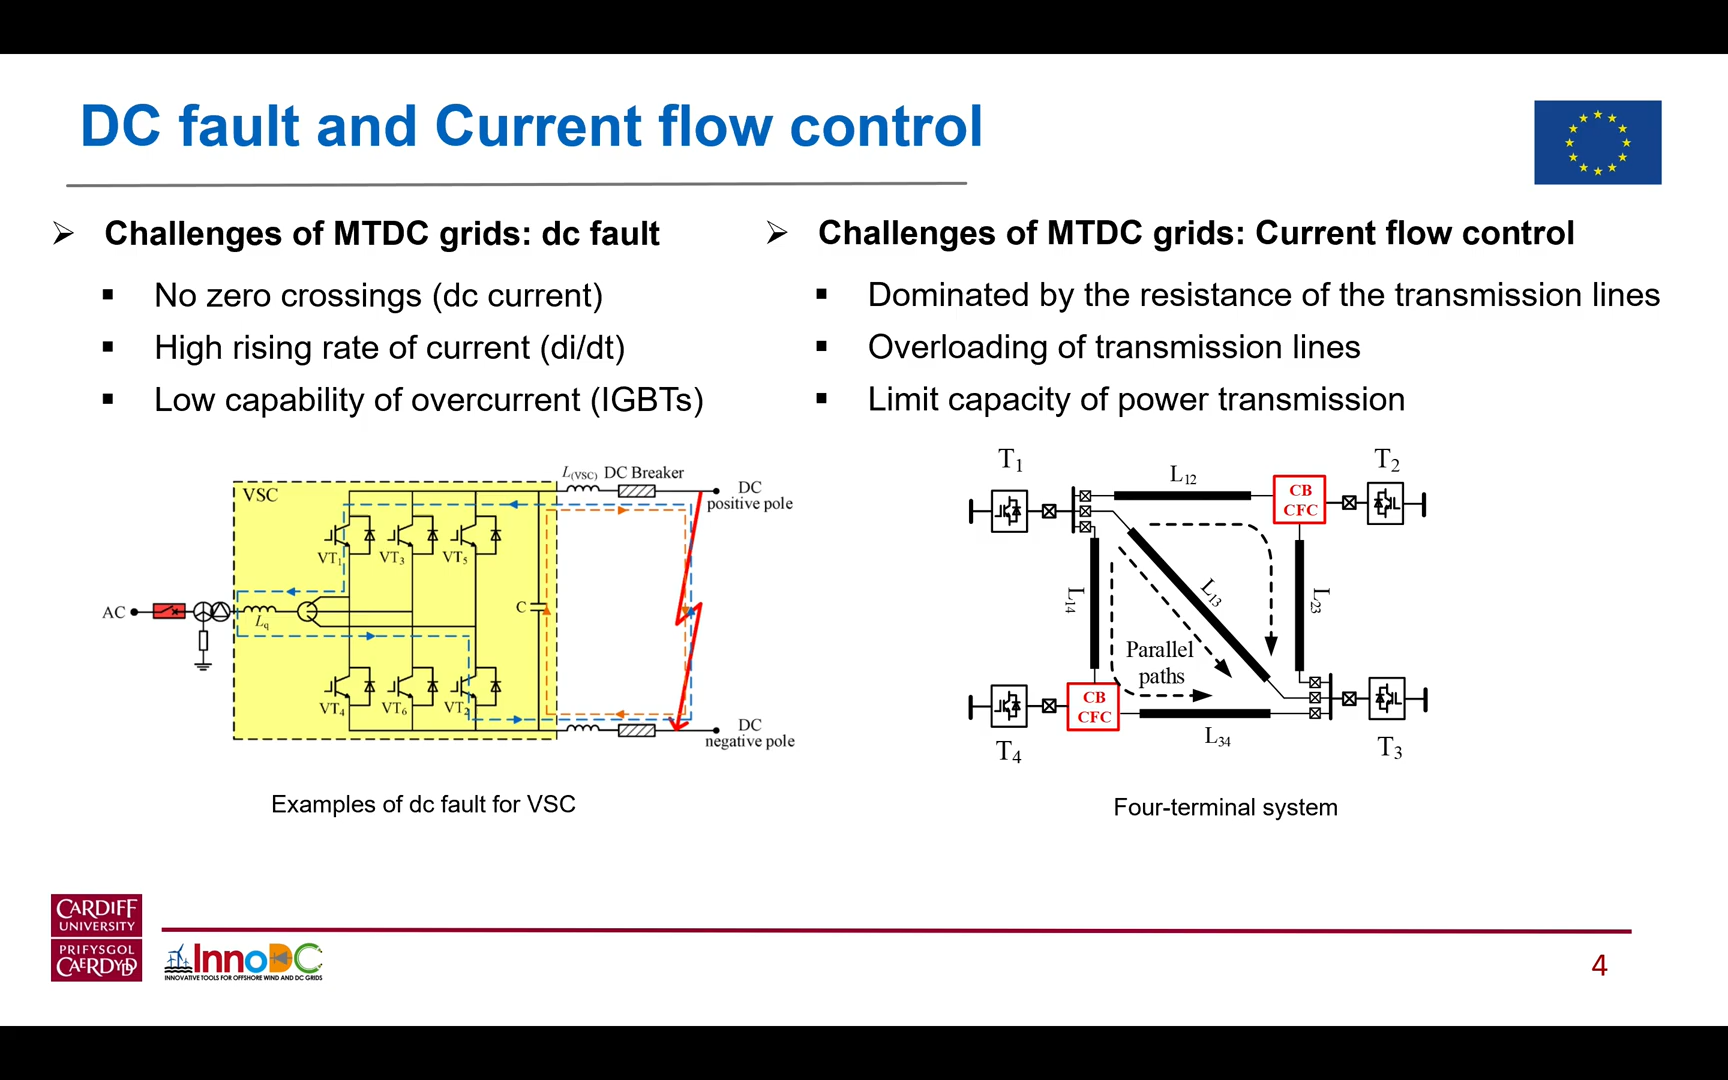 DC fault and Current flow control
Challenges of MTDC grids: dc fault
No zero crossings (dc current)
High rising rate of current (di/dt)
Low capability of overcurrent (IGBTs)
Challenges of MTDC grids: Current flow control
Dominated by the resistance of the transmission lines
Overloading of transmission lines
Limit capacity of power transmission
L(VSC) DC Breaker
VSC
DC
positive pole
VT1
VT3
VT5
AC
Lq
C
VT4
VT6
VT2
DC
negative pole
Examples of dc fault for VSC
T1
L12
T2
CB
CFC
L14
L13
L23
Parallel
paths
CB
CFC
T4
L34
T3
Four-terminal system
CARDIFF
UNIVERSITY
PRIFYSGOL
CAERDYDD
InnoDC
INNOVATIVE TOOLS FOR OFFSHORE WIND AND DC GRIDS
4